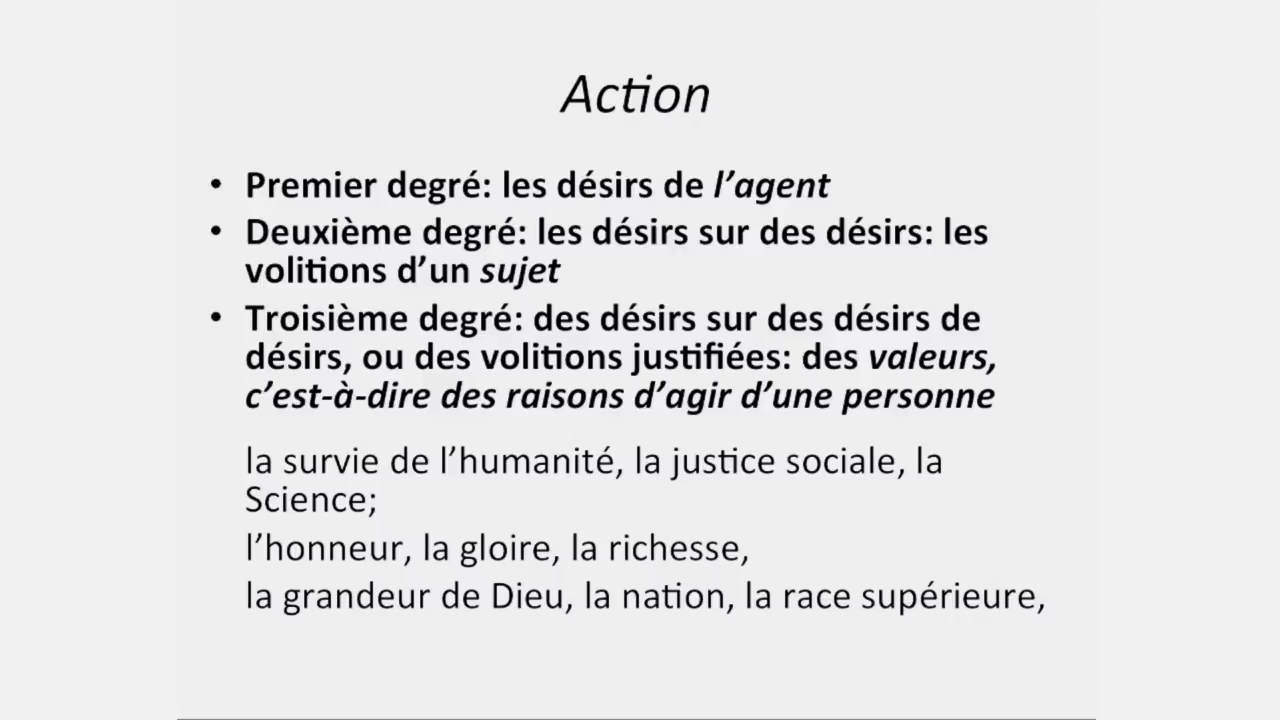 Action
• Premier degré: les désirs de l’agent
• Deuxième degré: les désirs sur des désirs: les
volitions d’un sujet
• Troisième degré: des désirs sur des désirs de
désirs, ou des volitions justifiées: des valeurs,
c’est-à-dire des raisons d’agir d’une personne
la survie de l’humanité, la justice sociale, la
Science;
l’honneur, la gloire, la richesse,
la grandeur de Dieu, la nation, la race supérieure,